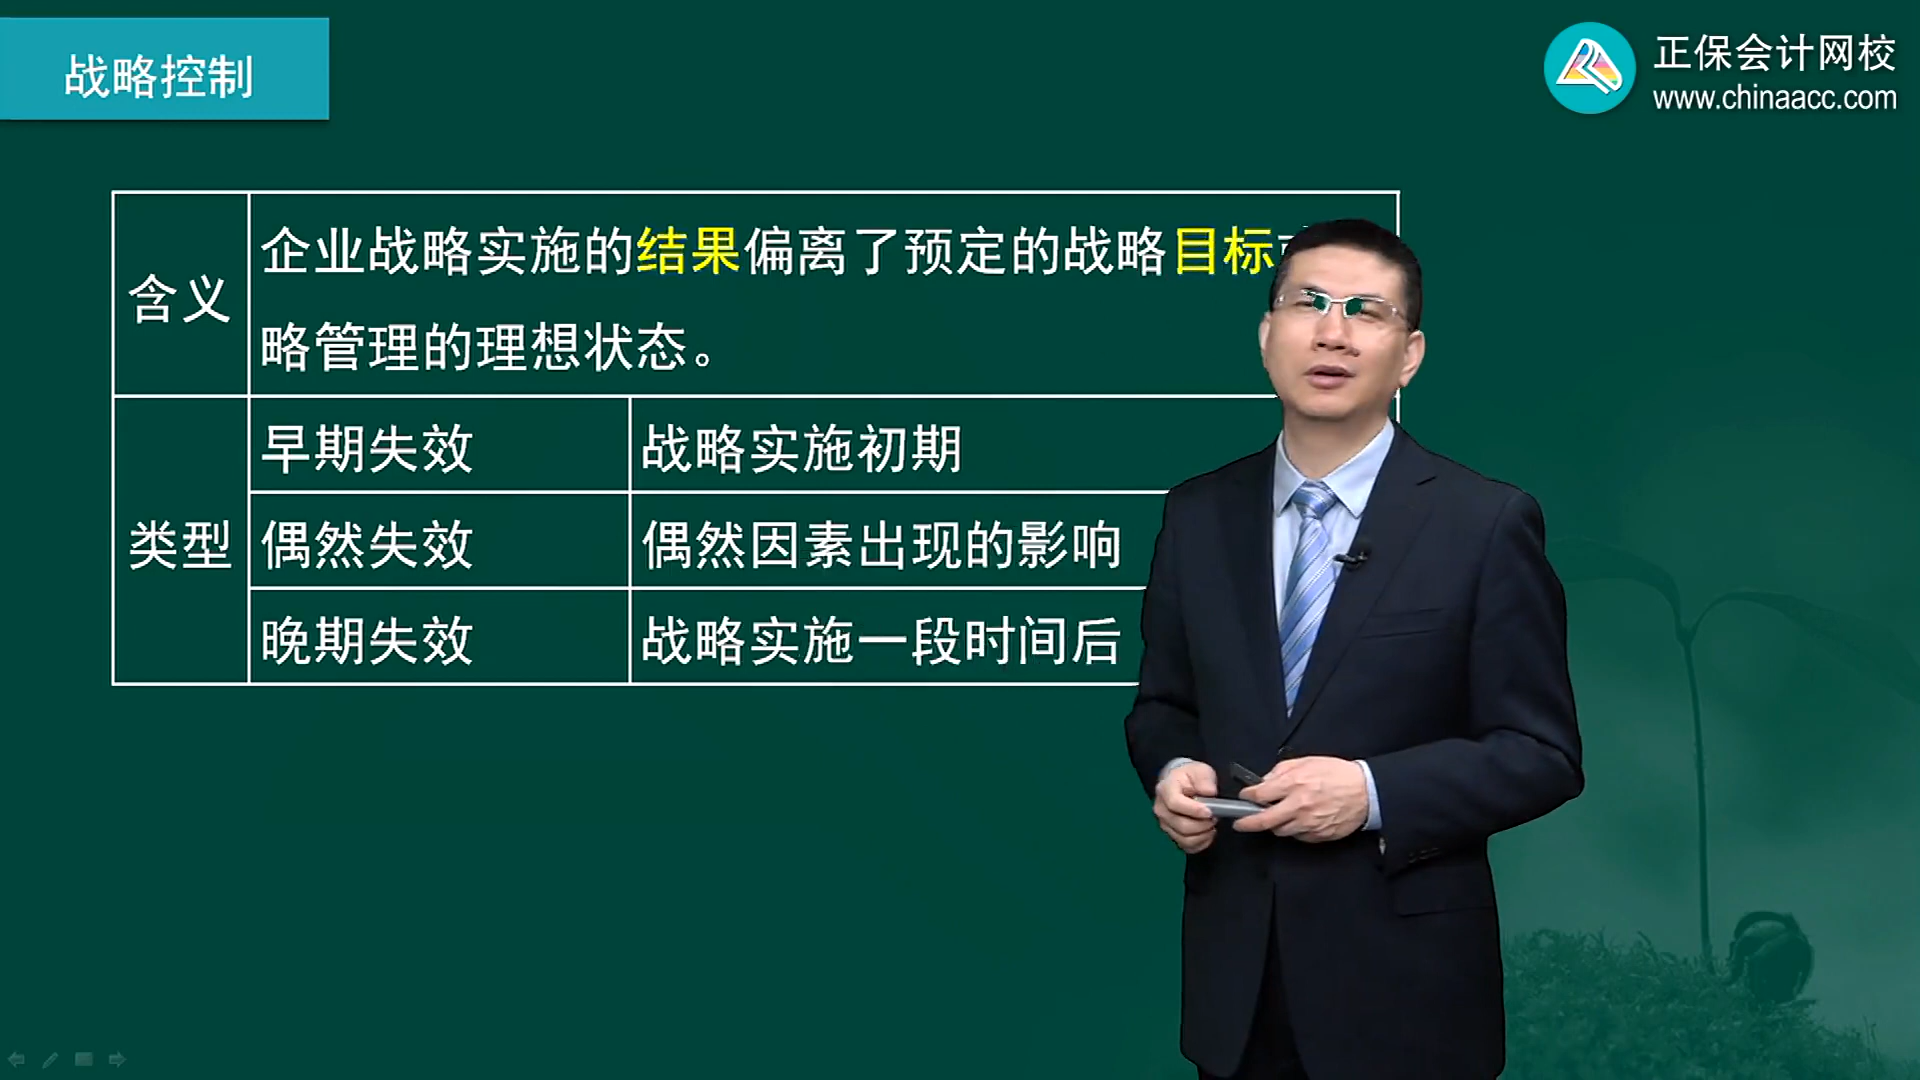 战略控制
正保会计网校
www.chinaacc.com
含义
企业战略实施的结果偏离了预定的战略目标
略管理的理想状态。
类型
早期失效
战略实施初期
偶然失效
偶然因素出现的影响
晚期失效
战略实施一段时间后